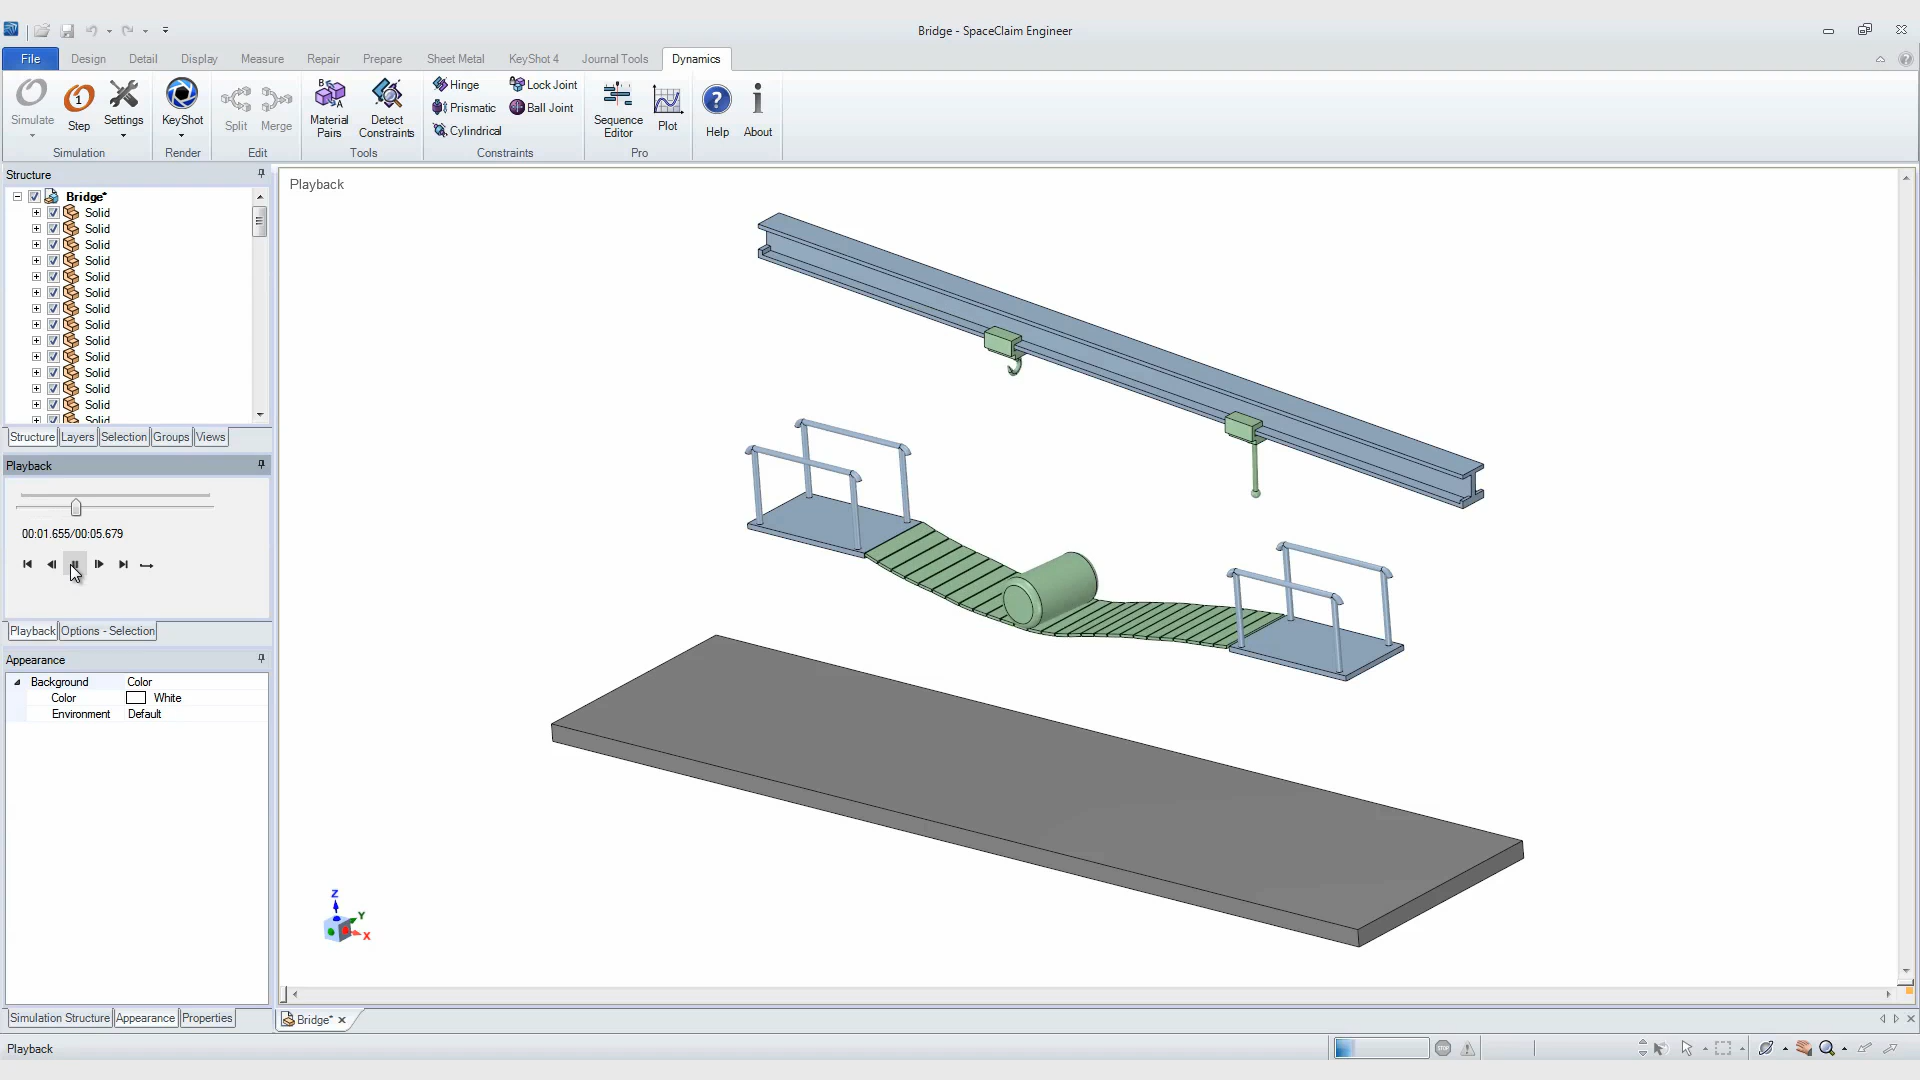 Bridge - SpaceClaim Engineer
File Design Detail Display Measure Repair Prepare Sheet Metal KeyShot 4 Journal Tools Dynamics
Simulate
1
Step
Settings
KeyShot
Split
Merge
B
A
Material Pairs
Detect Constraints
Hinge
Prismatic
Cylindrical
Lock Joint
Ball Joint
Sequence Editor
Plot
?
Help
About
Simulation
Render
Edit
Tools
Constraints
Pro
Structure
Bridge*
Solid
Solid
Solid
Solid
Solid
Solid
Solid
Solid
Solid
Solid
Solid
Solid
Solid
Solid
Structure Layers Selection Groups Views
Playback
00:01.655/00:05.679
Playback Options - Selection
Appearance
Background Color
Color White
Environment Default
Simulation Structure Appearance Properties
Playback
Z
Y
X
Bridge*
Playback
STOP